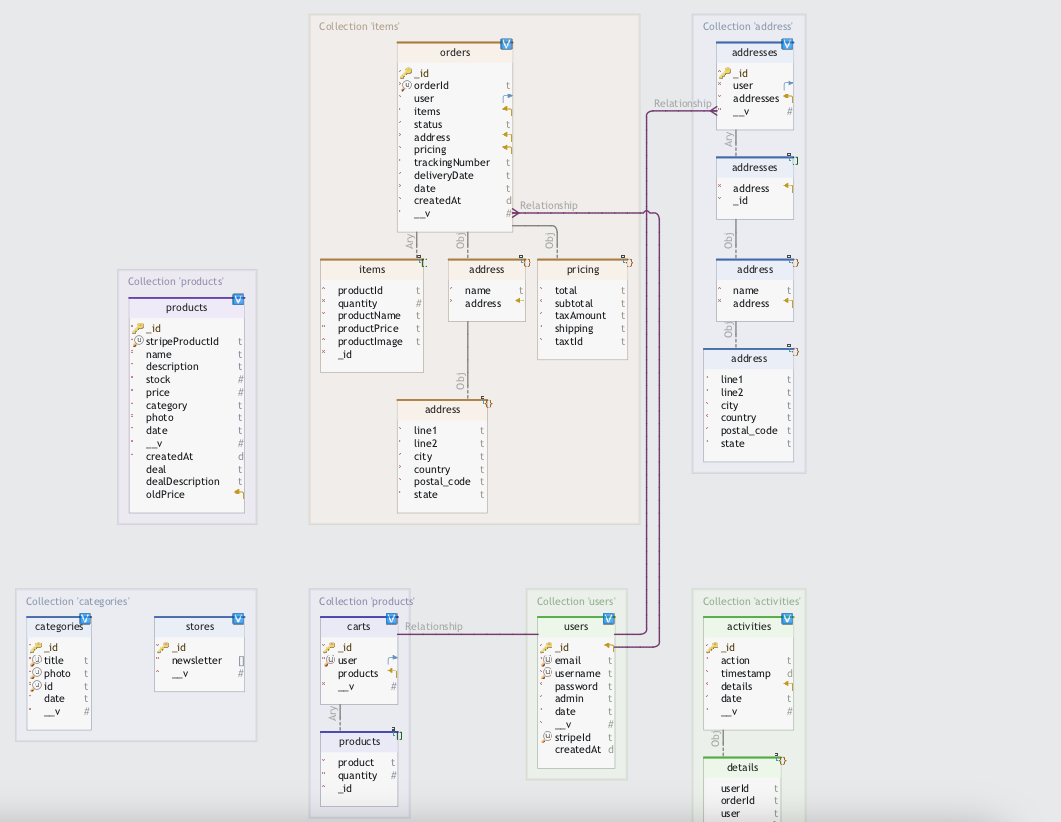 Collection 'items'
orders
_id
orderId t
user
items
status t
address
pricing
trackingNumber t
deliveryDate t
date t
createdAt d
__v #
Relationship
Ary
Obj
Obj
items
productId t
quantity #
productName t
productPrice t
productImage t
_id
address
name t
address
pricing
total t
subtotal t
taxAmount t
shipping t
taxtId t
Obj
address
line1 t
line2 t
city t
country t
postal_code t
state t
Collection 'address'
addresses
_id
user
addresses
__v #
Relationship
Ary
addresses
address
_id
Obj
address
name t
address
Obj
address
line1 t
line2 t
city t
country t
postal_code t
state t
Collection 'products'
products
_id
stripeProductId t
name t
description t
stock #
price #
category t
photo t
date t
__v #
createdAt d
deal t
dealDescription t
oldPrice
Collection 'categories'
categories
_id
title t
photo t
id t
date t
__v #
stores
_id
newsletter []
__v #
Collection 'products'
carts
_id
user
products
__v #
Relationship
Ary
products
product t
quantity #
_id
Collection 'users'
users
_id
email t
username t
password t
admin t
date t
__v #
stripeId t
createdAt d
Collection 'activities'
activities
_id
action t
timestamp d
details
date t
__v #
Obj
details
userId t
orderId t
user t